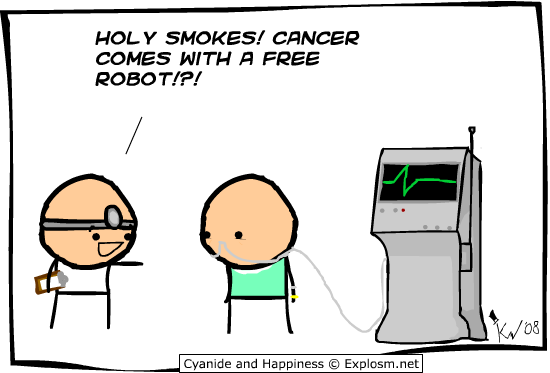 HOLY SMOKES! CANCER
COMES WITH A FREE
ROBOT!?!
KW '08
Cyanide and Happiness © Explosm.net